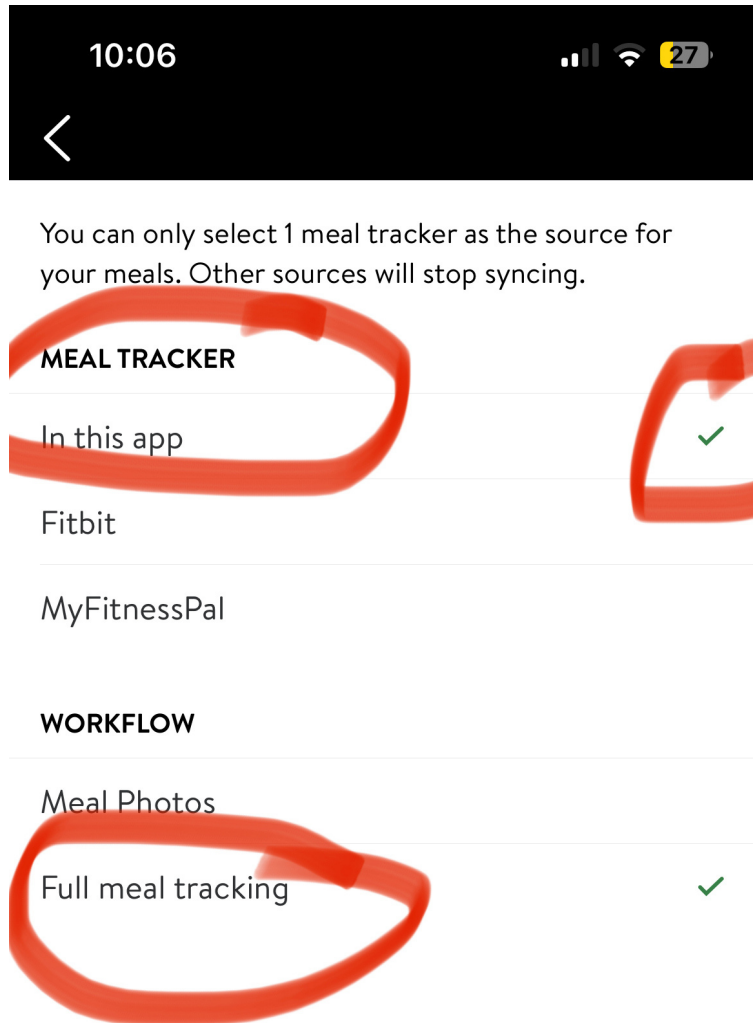 10:06
27
You can only select 1 meal tracker as the source for
your meals. Other sources will stop syncing.
MEAL TRACKER
In this app
Fitbit
MyFitnessPal
WORKFLOW
Meal Photos
Full meal tracking